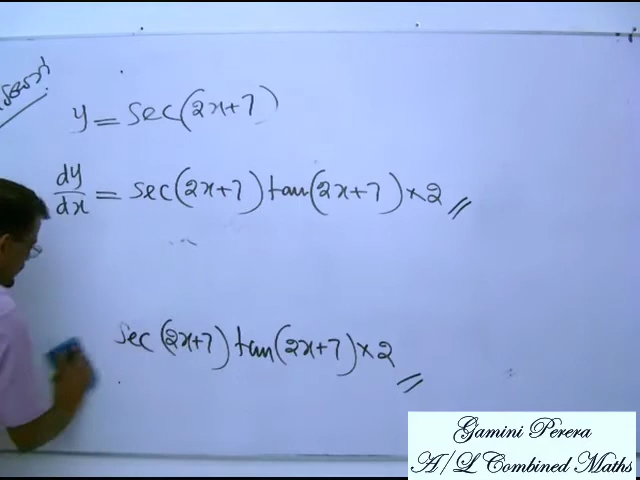 y = sec(2x+7)
dy/dx = sec(2x+7) tan(2x+7) × 2 //
sec(2x+7) tan(2x+7) × 2 //
Gamini Perera
A/L Combined Maths